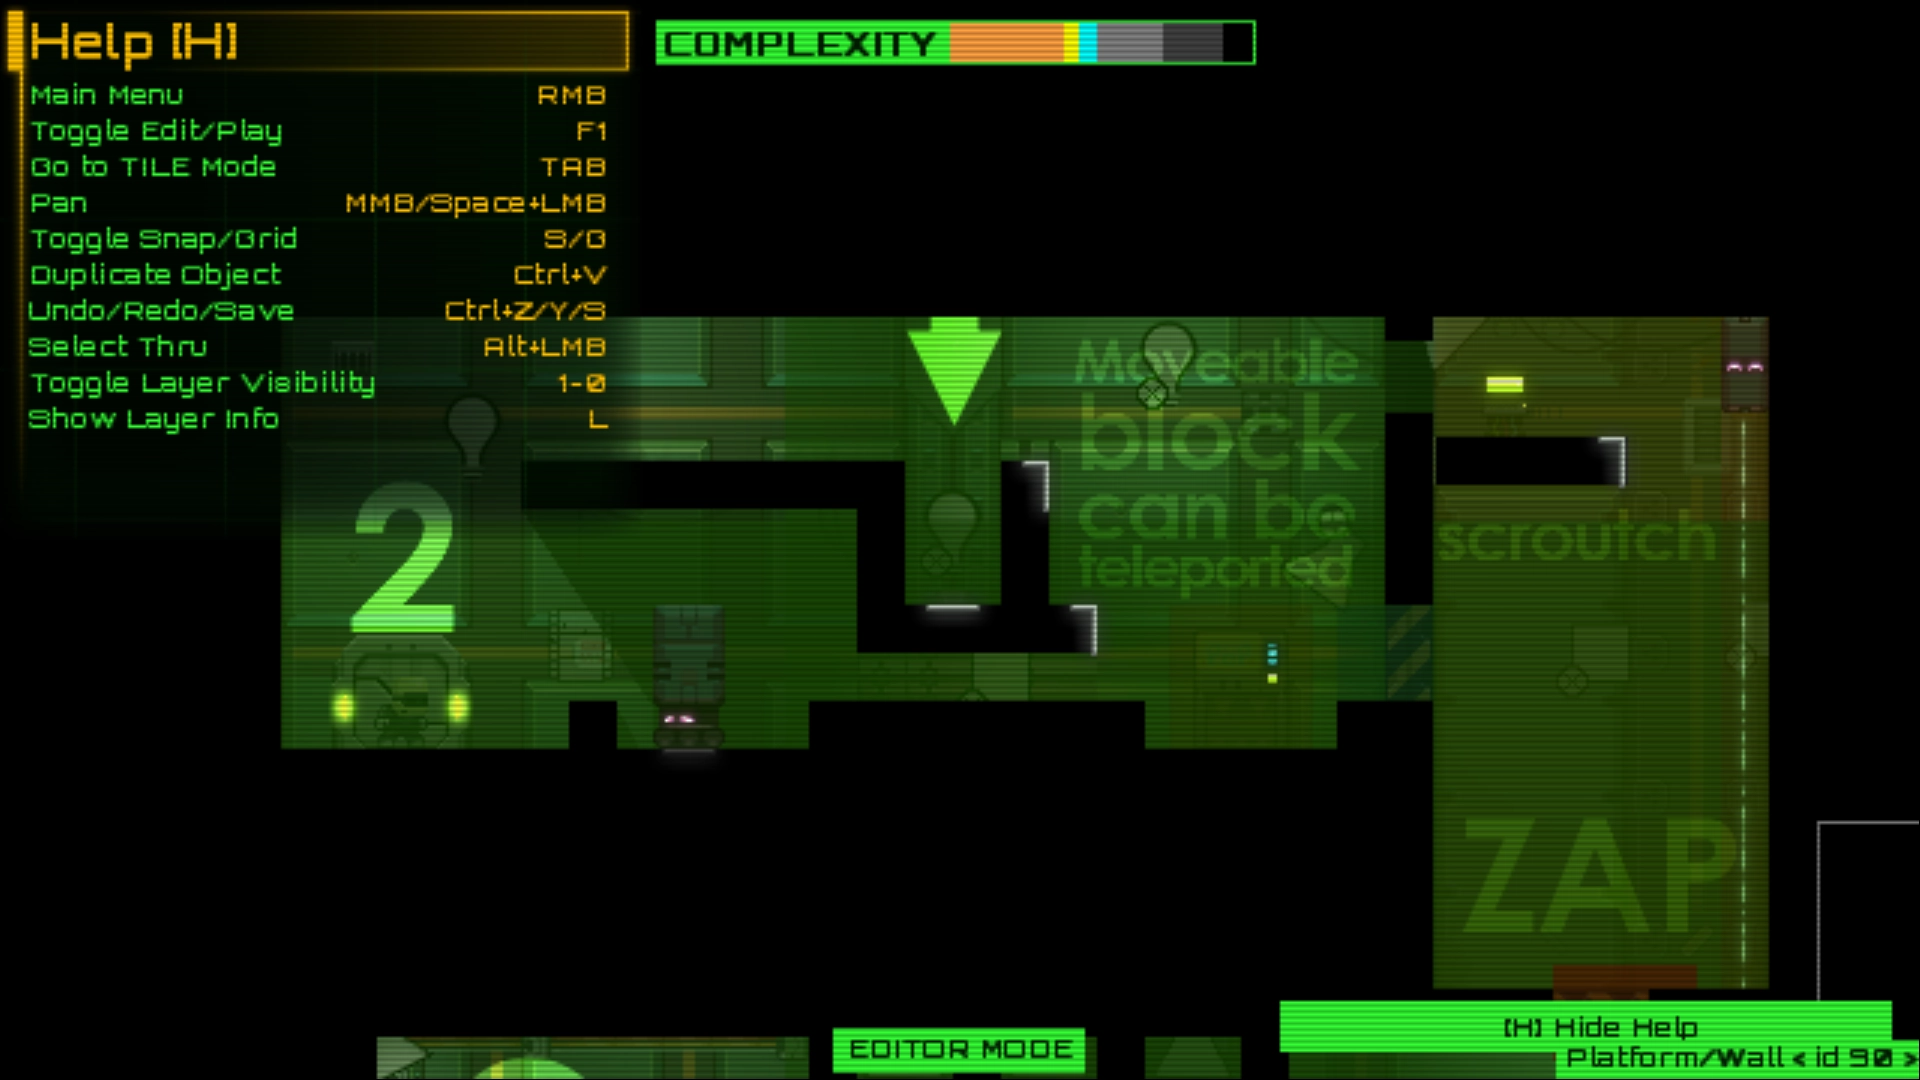 Help [H]
COMPLEXITY
Main Menu RMB
Toggle Edit/Play F1
Go to TILE Mode TAB
Pan MMB/Space+LMB
Toggle Snap/Grid S/G
Duplicate Object Ctrl+V
Undo/Redo/Save Ctrl+Z/Y/S
Select Thru Alt+LMB
Toggle Layer Visibility 1-0
Show Layer Info L
Moveable
block
can be
teleported
scroutch
2
ZAP
[H] Hide Help
EDITOR MODE
Platform/Wall < id 90 >